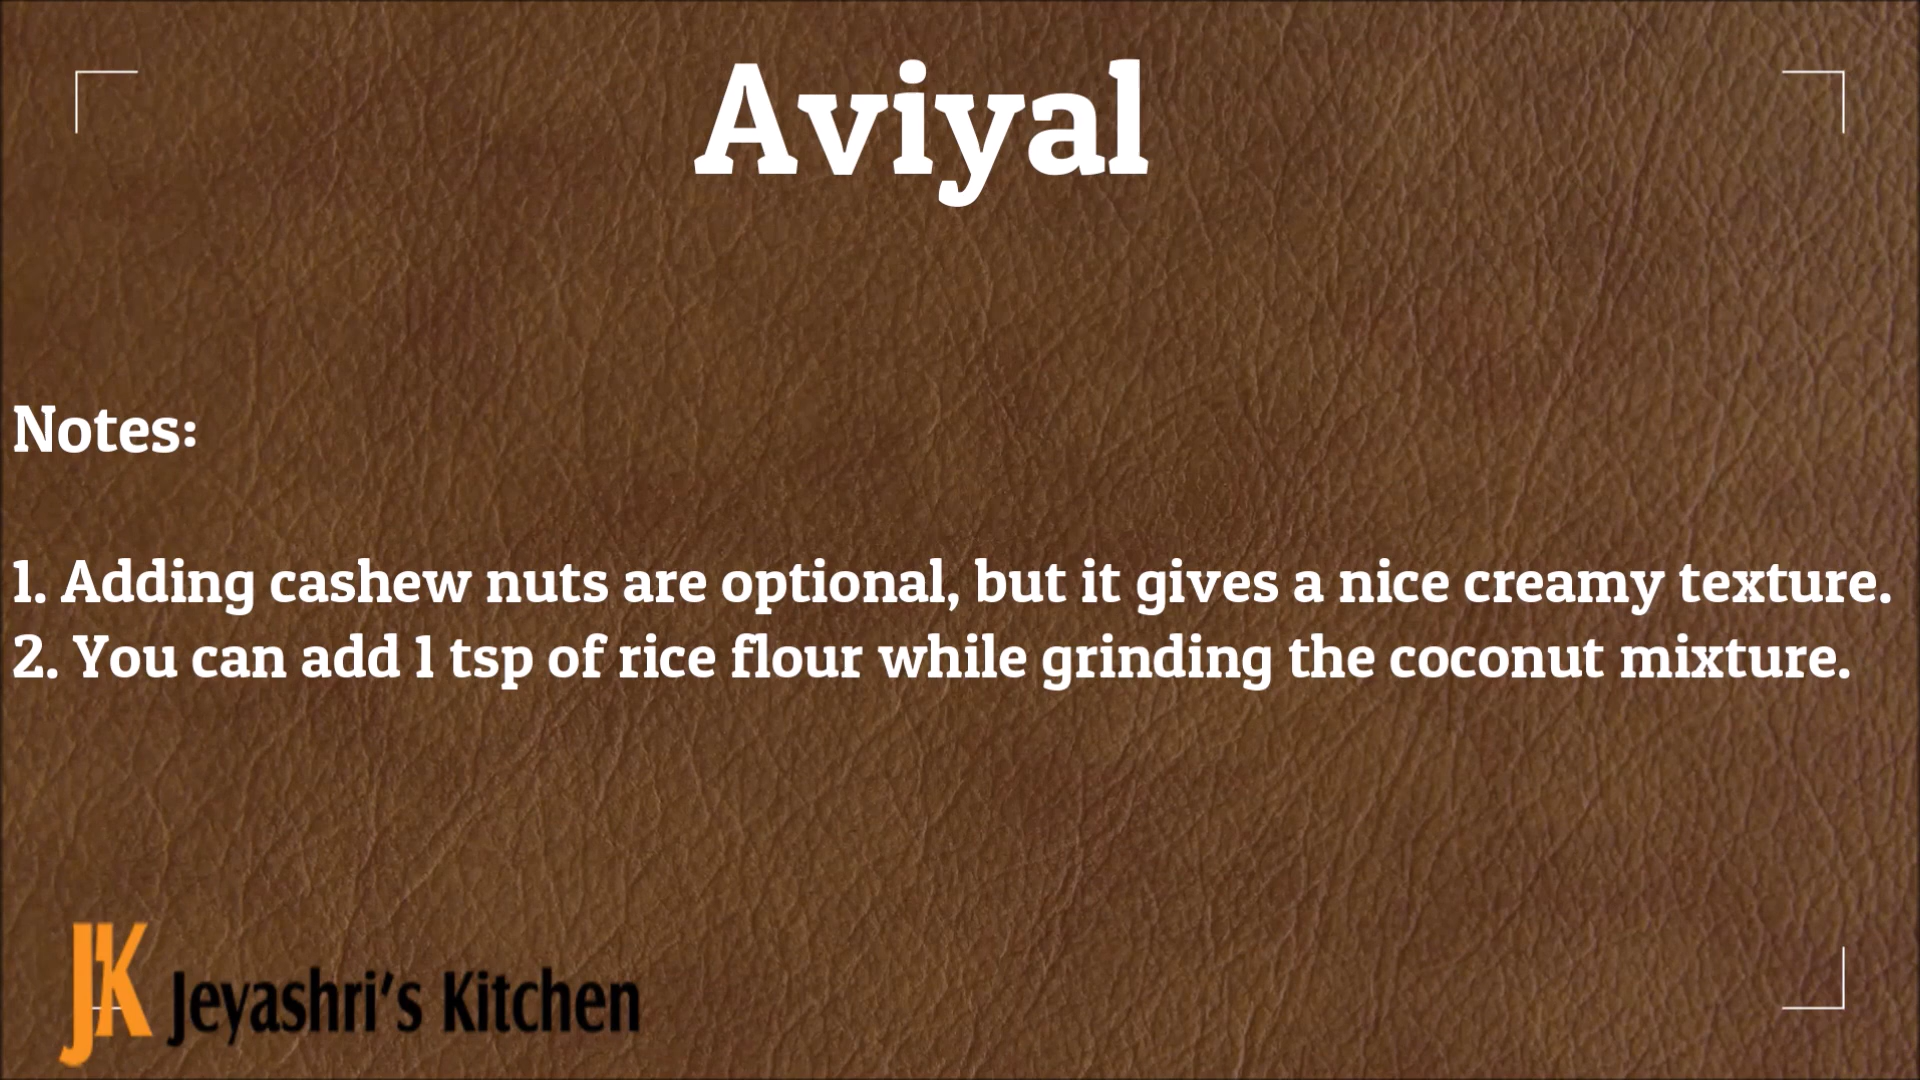 Aviyal
Notes:
1. Adding cashew nuts are optional, but it gives a nice creamy texture.
2. You can add 1 tsp of rice flour while grinding the coconut mixture.
JK Jeyashri's Kitchen